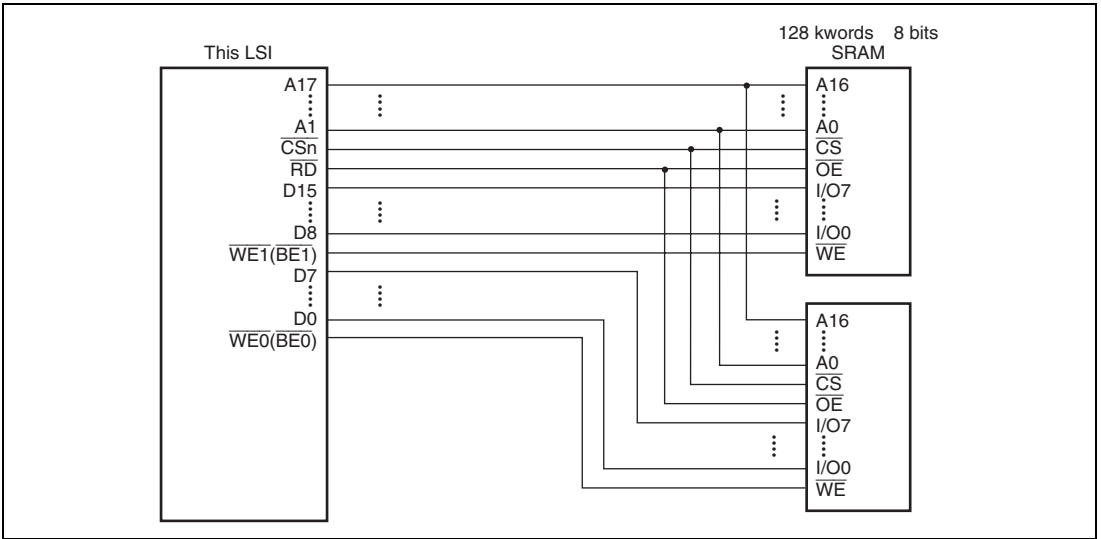 128 kwords 8 bits
This LSI
SRAM
A17
A1
CSn
RD
D15
D8
WE1(BE1)
D7
D0
WE0(BE0)
A16
A0
CS
OE
I/O7
I/O0
WE
A16
A0
CS
OE
I/O7
I/O0
WE